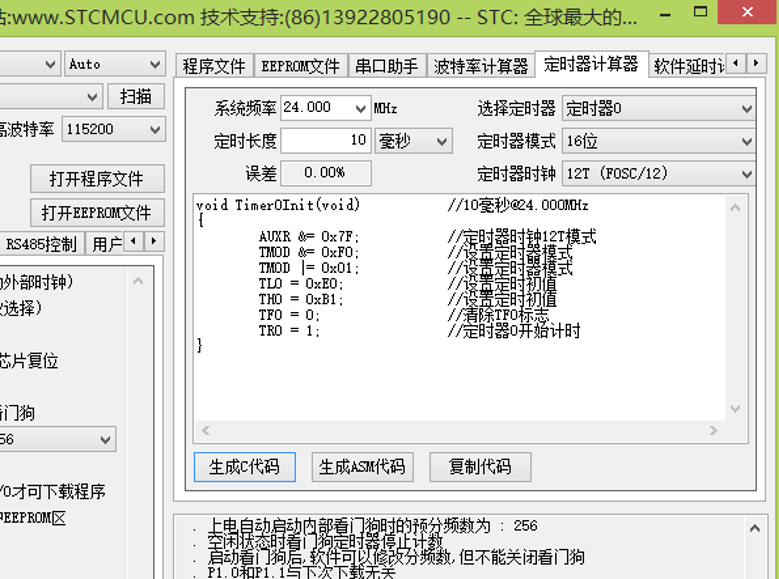 :www.STCMCU.com 技术支持:(86)13922805190 -- STC: 全球最大的...
Auto
扫描
高波特率 115200
打开程序文件
打开EEPROM文件
RS485控制 用户
外部时钟)
选择)
芯片复位
看门狗
56
/0才可下载程序
EEPROM区
程序文件 EEPROM文件 串口助手 波特率计算器 定时器计算器 软件延时计
系统频率 24.000 MHz 选择定时器 定时器0
定时长度 10 毫秒 定时器模式 16位
误差 0.00% 定时器时钟 12T (FOSC/12)
void Timer0Init(void) //10毫秒@24.000MHz
{
AUXR &= 0x7F; //定时器时钟12T模式
TMOD &= 0xF0; //设置定时器模式
TMOD |= 0x01; //设置定时器模式
TL0 = 0xE0; //设置定时初值
TH0 = 0xB1; //设置定时初值
TF0 = 0; //清除TF0标志
TR0 = 1; //定时器0开始计时
}
生成C代码 生成ASM代码 复制代码
. 上电自动启动内部看门狗时的预分频数为 : 256
. 空闲状态时看门狗定时器停止计数
. 启动看门狗后,软件可以修改分频数,但不能关闭看门狗
. P1.0和P1.1与下次下载无关